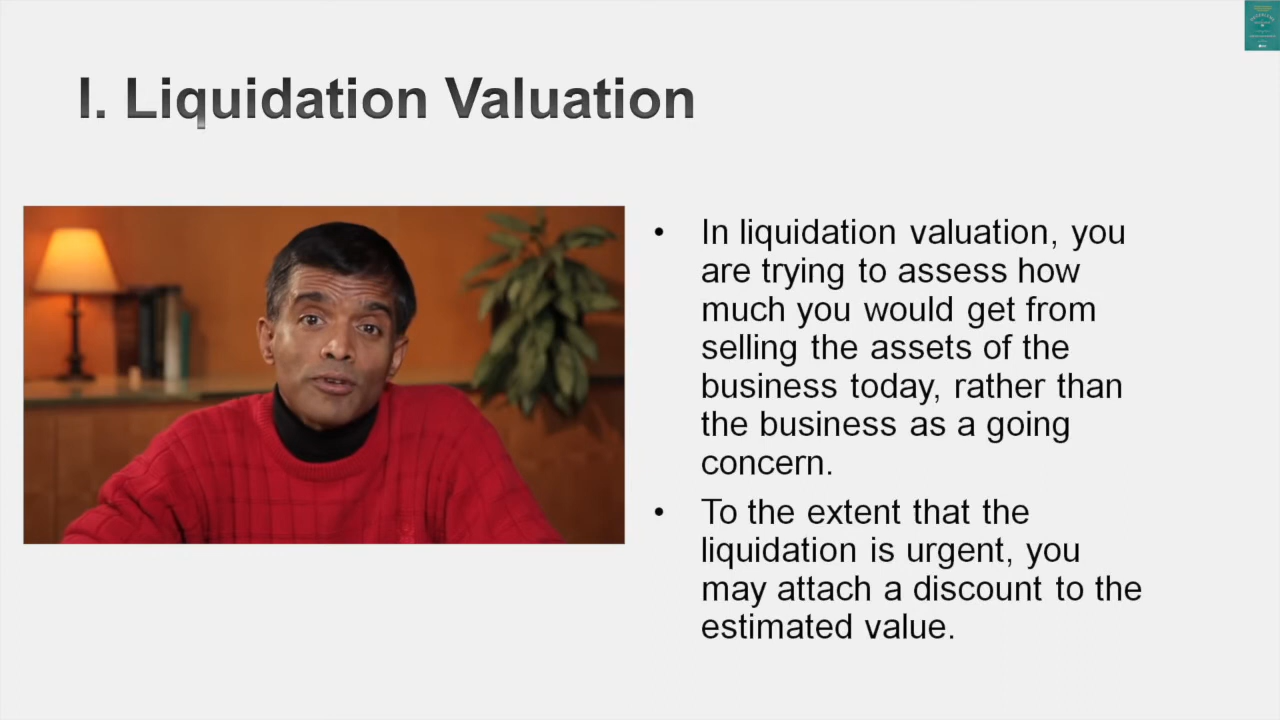 I. Liquidation Valuation
• In liquidation valuation, you
are trying to assess how
much you would get from
selling the assets of the
business today, rather than
the business as a going
concern.
• To the extent that the
liquidation is urgent, you
may attach a discount to the
estimated value.